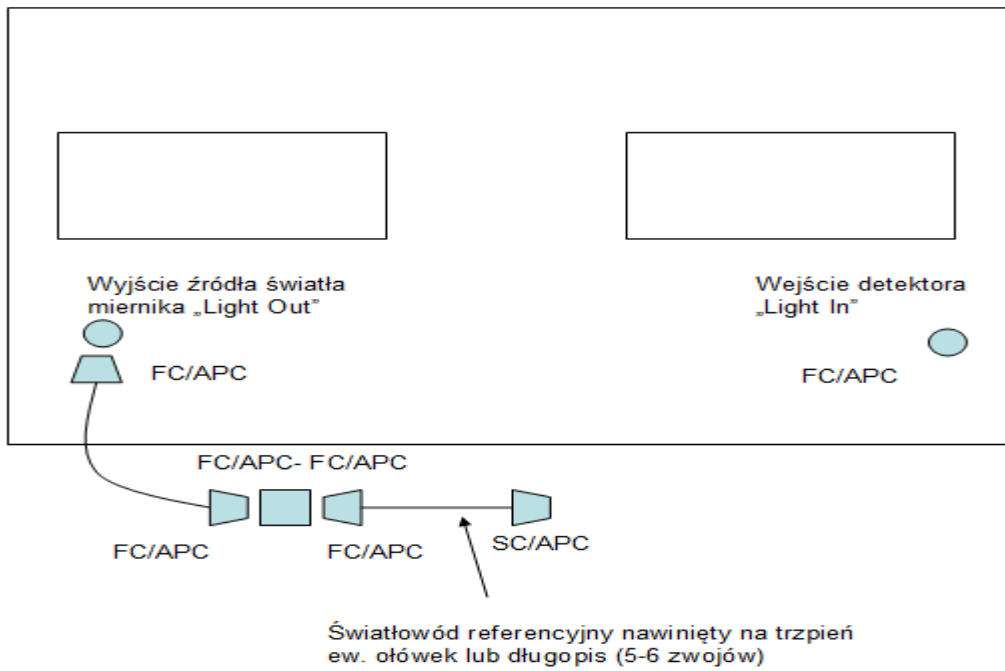 Wyjście źródła światła
miernika „Light Out”
Wejście detektora
„Light In”
FC/APC
FC/APC
FC/APC- FC/APC
FC/APC
FC/APC
SC/APC
Światłowód referencyjny nawinięty na trzpień
ew. ołówek lub długopis (5-6 zwojów)